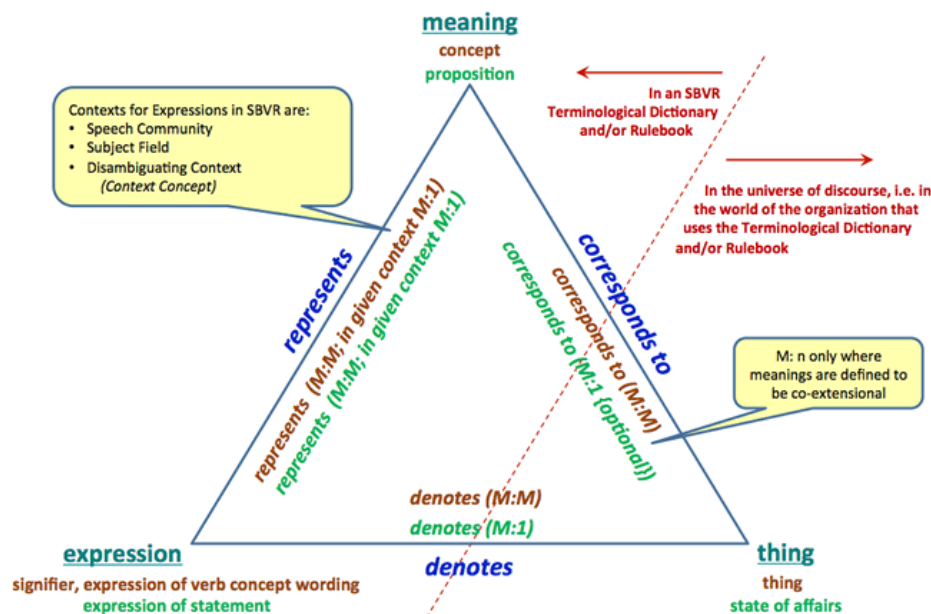 meaning
concept
proposition
In an SBVR
Terminological Dictionary
and/or Rulebook
Contexts for Expressions in SBVR are:
• Speech Community
• Subject Field
• Disambiguating Context
(Context Concept)
In the universe of discourse, i.e. in
the world of the organization that
uses the Terminological Dictionary
and/or Rulebook
represents
represents (M:M; in given context M:1)
represents (M:M; in given context M:1)
corresponds to
corresponds to (M:M)
corresponds to (M:1 {optional})
M: n only where
meanings are defined to
be co-extensional
denotes (M:M)
denotes (M:1)
denotes
expression
signifier, expression of verb concept wording
expression of statement
thing
thing
state of affairs